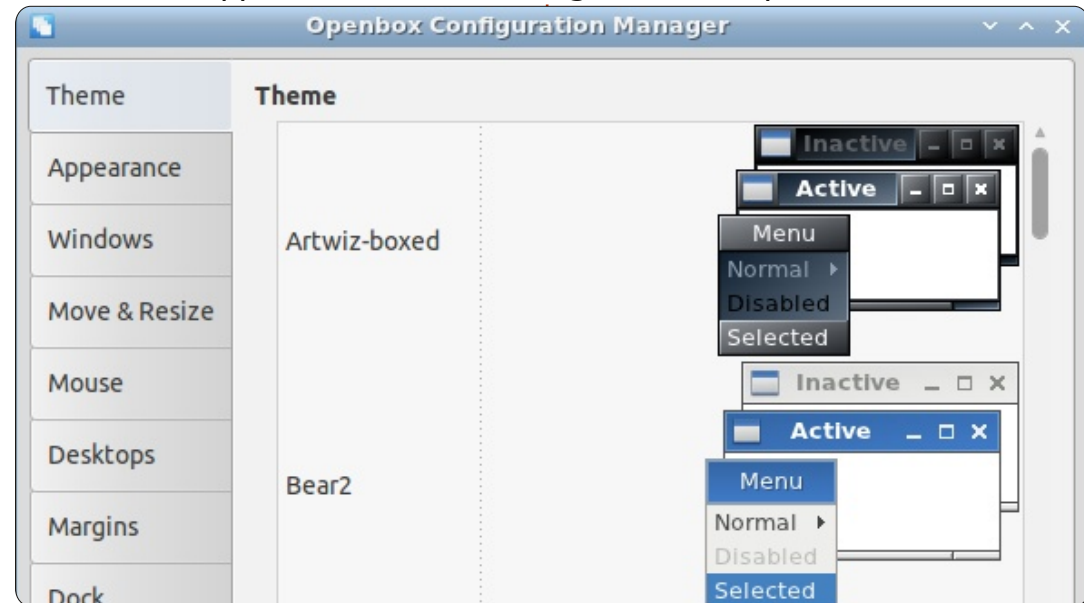 Openbox Configuration Manager
Theme
Appearance
Windows
Move & Resize
Mouse
Desktops
Margins
Dock
Theme
Artwiz-boxed
Inactive
Active
Menu
Normal
Disabled
Selected
Bear2
Inactive
Active
Menu
Normal
Disabled
Selected